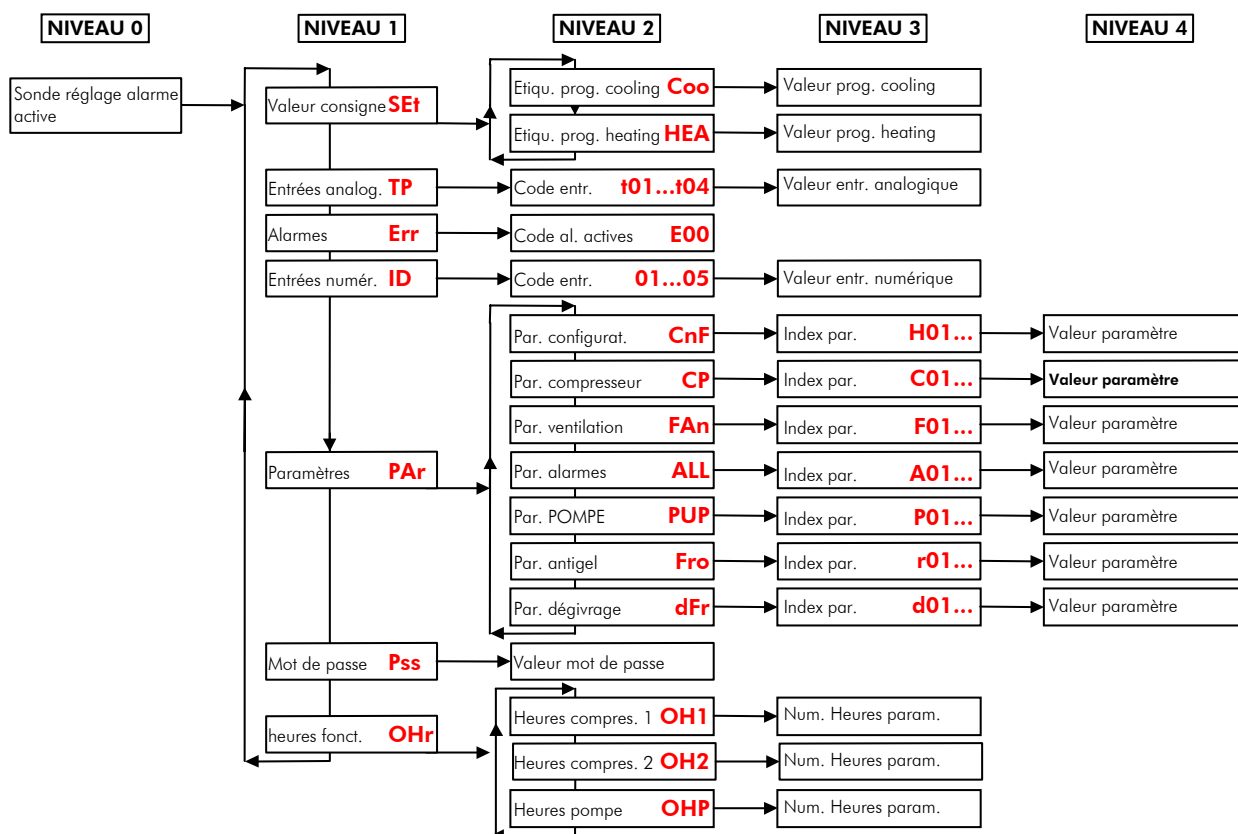 NIVEAU 0 NIVEAU 1 NIVEAU 2 NIVEAU 3 NIVEAU 4
Sonde réglage alarme
active
Valeur consigne SEt
Etiqu. prog. cooling Coo
Valeur prog. cooling
Etiqu. prog. heating HEA
Valeur prog. heating
Entrées analog. TP
Code entr. t01...t04
Valeur entr. analogique
Alarmes Err
Code al. actives E00
Entrées numér. ID
Code entr. 01...05
Valeur entr. numérique
Paramètres PAr
Par. configurat. CnF
Index par. H01...
Valeur paramètre
Par. compresseur CP
Index par. C01...
Valeur paramètre
Par. ventilation FAn
Index par. F01...
Valeur paramètre
Par. alarmes ALL
Index par. A01...
Valeur paramètre
Par. POMPE PUP
Index par. P01...
Valeur paramètre
Par. antigel Fro
Index par. r01...
Valeur paramètre
Par. dégivrage dFr
Index par. d01...
Valeur paramètre
Mot de passe Pss
Valeur mot de passe
heures fonct. OHr
Heures compres. 1 OH1
Num. Heures param.
Heures compres. 2 OH2
Num. Heures param.
Heures pompe OHP
Num. Heures param.